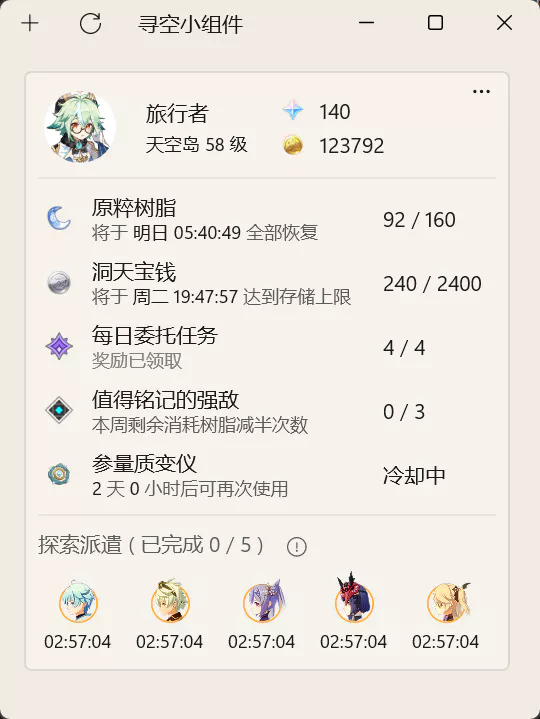 寻空小组件
旅行者
140
天空岛 58 级
123792
原粹树脂
将于 明日 05:40:49 全部恢复
92 / 160
洞天宝钱
将于 周二 19:47:57 达到存储上限
240 / 2400
每日委托任务
奖励已领取
4 / 4
值得铭记的强敌
本周剩余消耗树脂减半次数
0 / 3
参量质变仪
2 天 0 小时后可再次使用
冷却中
探索派遣 ( 已完成 0 / 5 )
02:57:04 02:57:04 02:57:04 02:57:04 02:57:04